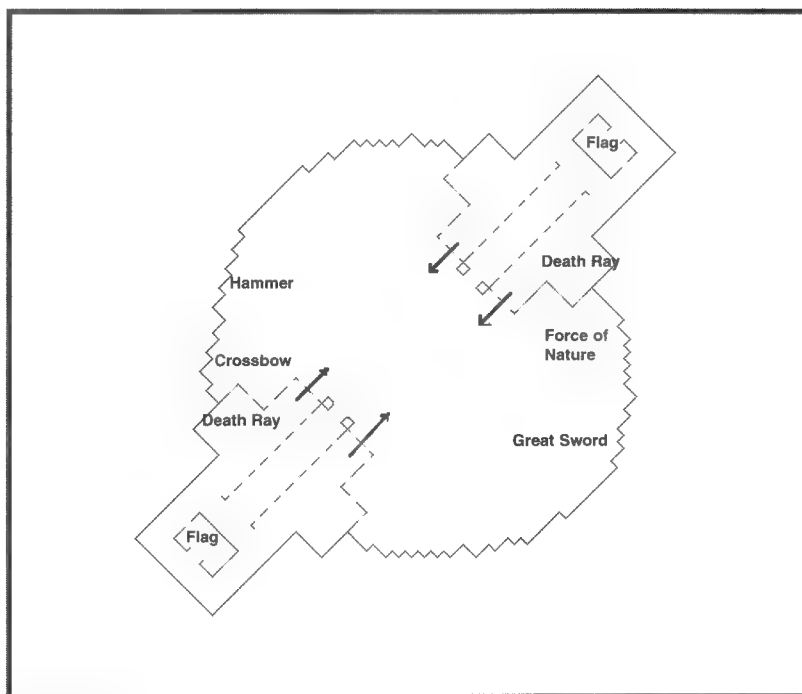 Flag
Death Ray
Hammer
Force of
Nature
Crossbow
Death Ray
Great Sword
Flag